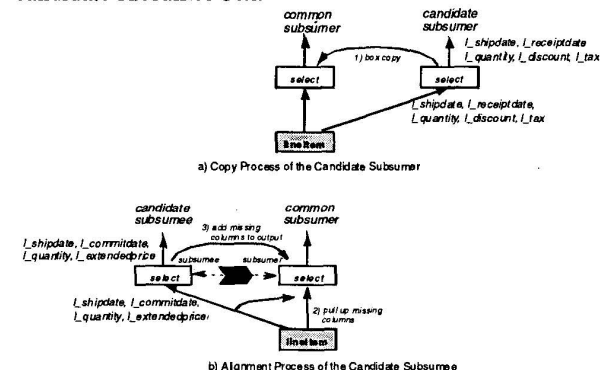 common
subsumer
candidate
subsumer
l_shipdate, l_receiptdate
l_quantity, l_discount, l_tax
1) box copy
select
select
l_shipdate, l_receiptdate,
l_quantity, l_discount, l_tax
lineitem
a) Copy Process of the Candidate Subsumer
candidate
subsumee
common
subsumer
3) add missing
columns to output
l_shipdate, l_commitdate,
l_quantity, l_extendedprice
subsumee
subsumer
select
select
l_shipdate, l_commitdate,
l_quantity, l_extendedprice
2) pull up missing
columns
lineitem
b) Alignment Process of the Candidate Subsumee